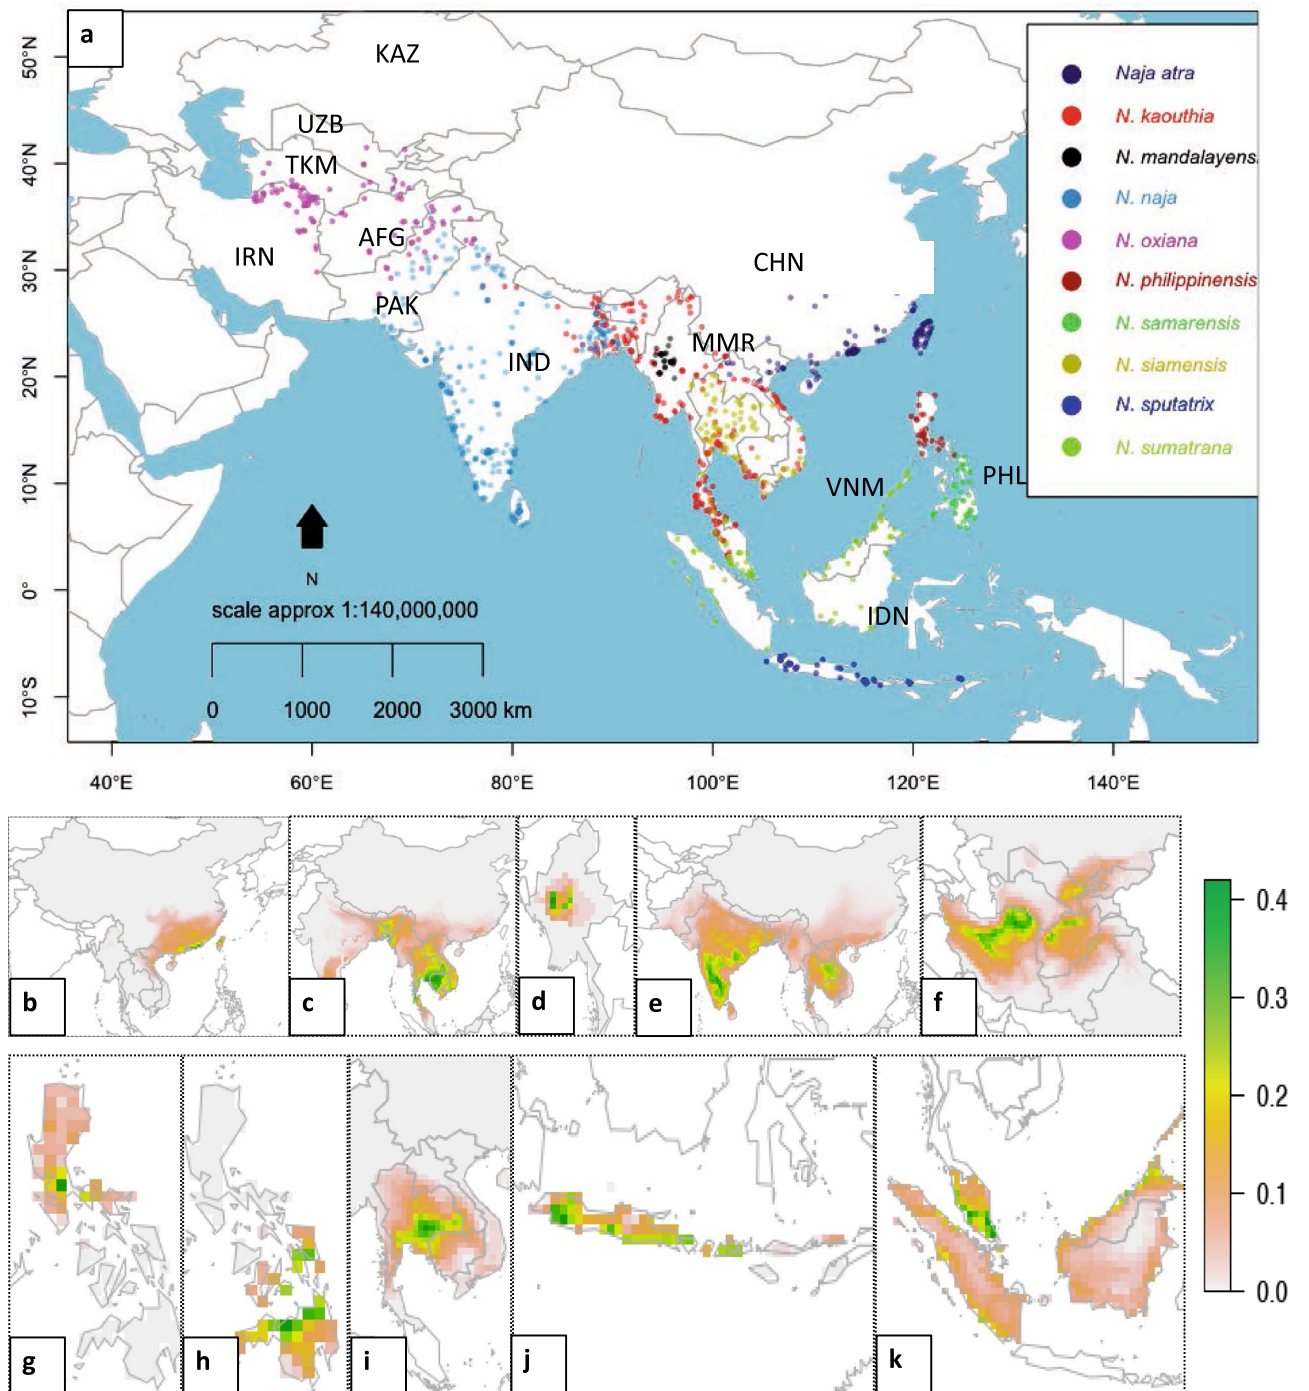 a
KAZ
UZB
TKM
AFG
IRN
PAK
IND
CHN
MMR
VNM
PHL
IDN
Naja atra
N. kaouthia
N. mandalayens
N. naja
N. oxiana
N. philippinensis
N. samarensis
N. siamensis
N. sputatrix
N. sumatrana
N
scale approx 1:140,000,000
0 1000 2000 3000 km
50°N
40°N
30°N
20°N
10°N
0°
10°S
40°E 60°E 80°E 100°E 120°E 140°E
b
c
d
e
f
g
h
i
j
k
0.4
0.3
0.2
0.1
0.0